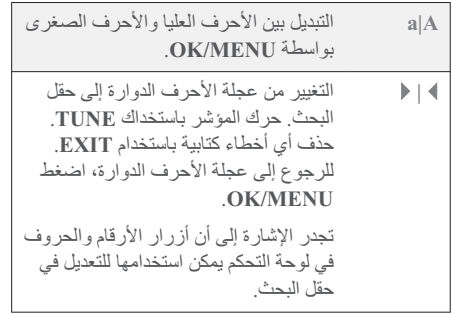 a|A
التبديل بين الأحرف العليا والأحرف الصغرى
بواسطة OK/MENU.
التغيير من عجلة الأحرف الدوارة إلى حقل
البحث. حرك المؤشر باستخداك TUNE.
حذف أي أخطاء كتابية باستخدام EXIT.
للرجوع إلى عجلة الأحرف الدوارة، اضغط
OK/MENU.
تجدر الإشارة إلى أن أزرار الأرقام والحروف
في لوحة التحكم يمكن استخدامها للتعديل في
حقل البحث.